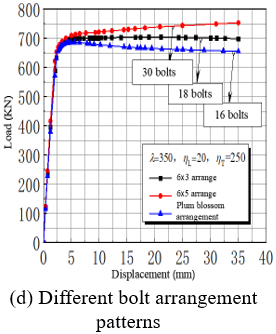 800
700
600
500
400
300
200
100
0
Load (KN)
30 bolts
18 bolts
16 bolts
λ=350, ηL=20, ηT=250
6x3 arrange
6x5 arrange
Plum blossom
arrangement
0 5 10 15 20 25 30 35 40
Displacement (mm)
(d) Different bolt arrangement
patterns